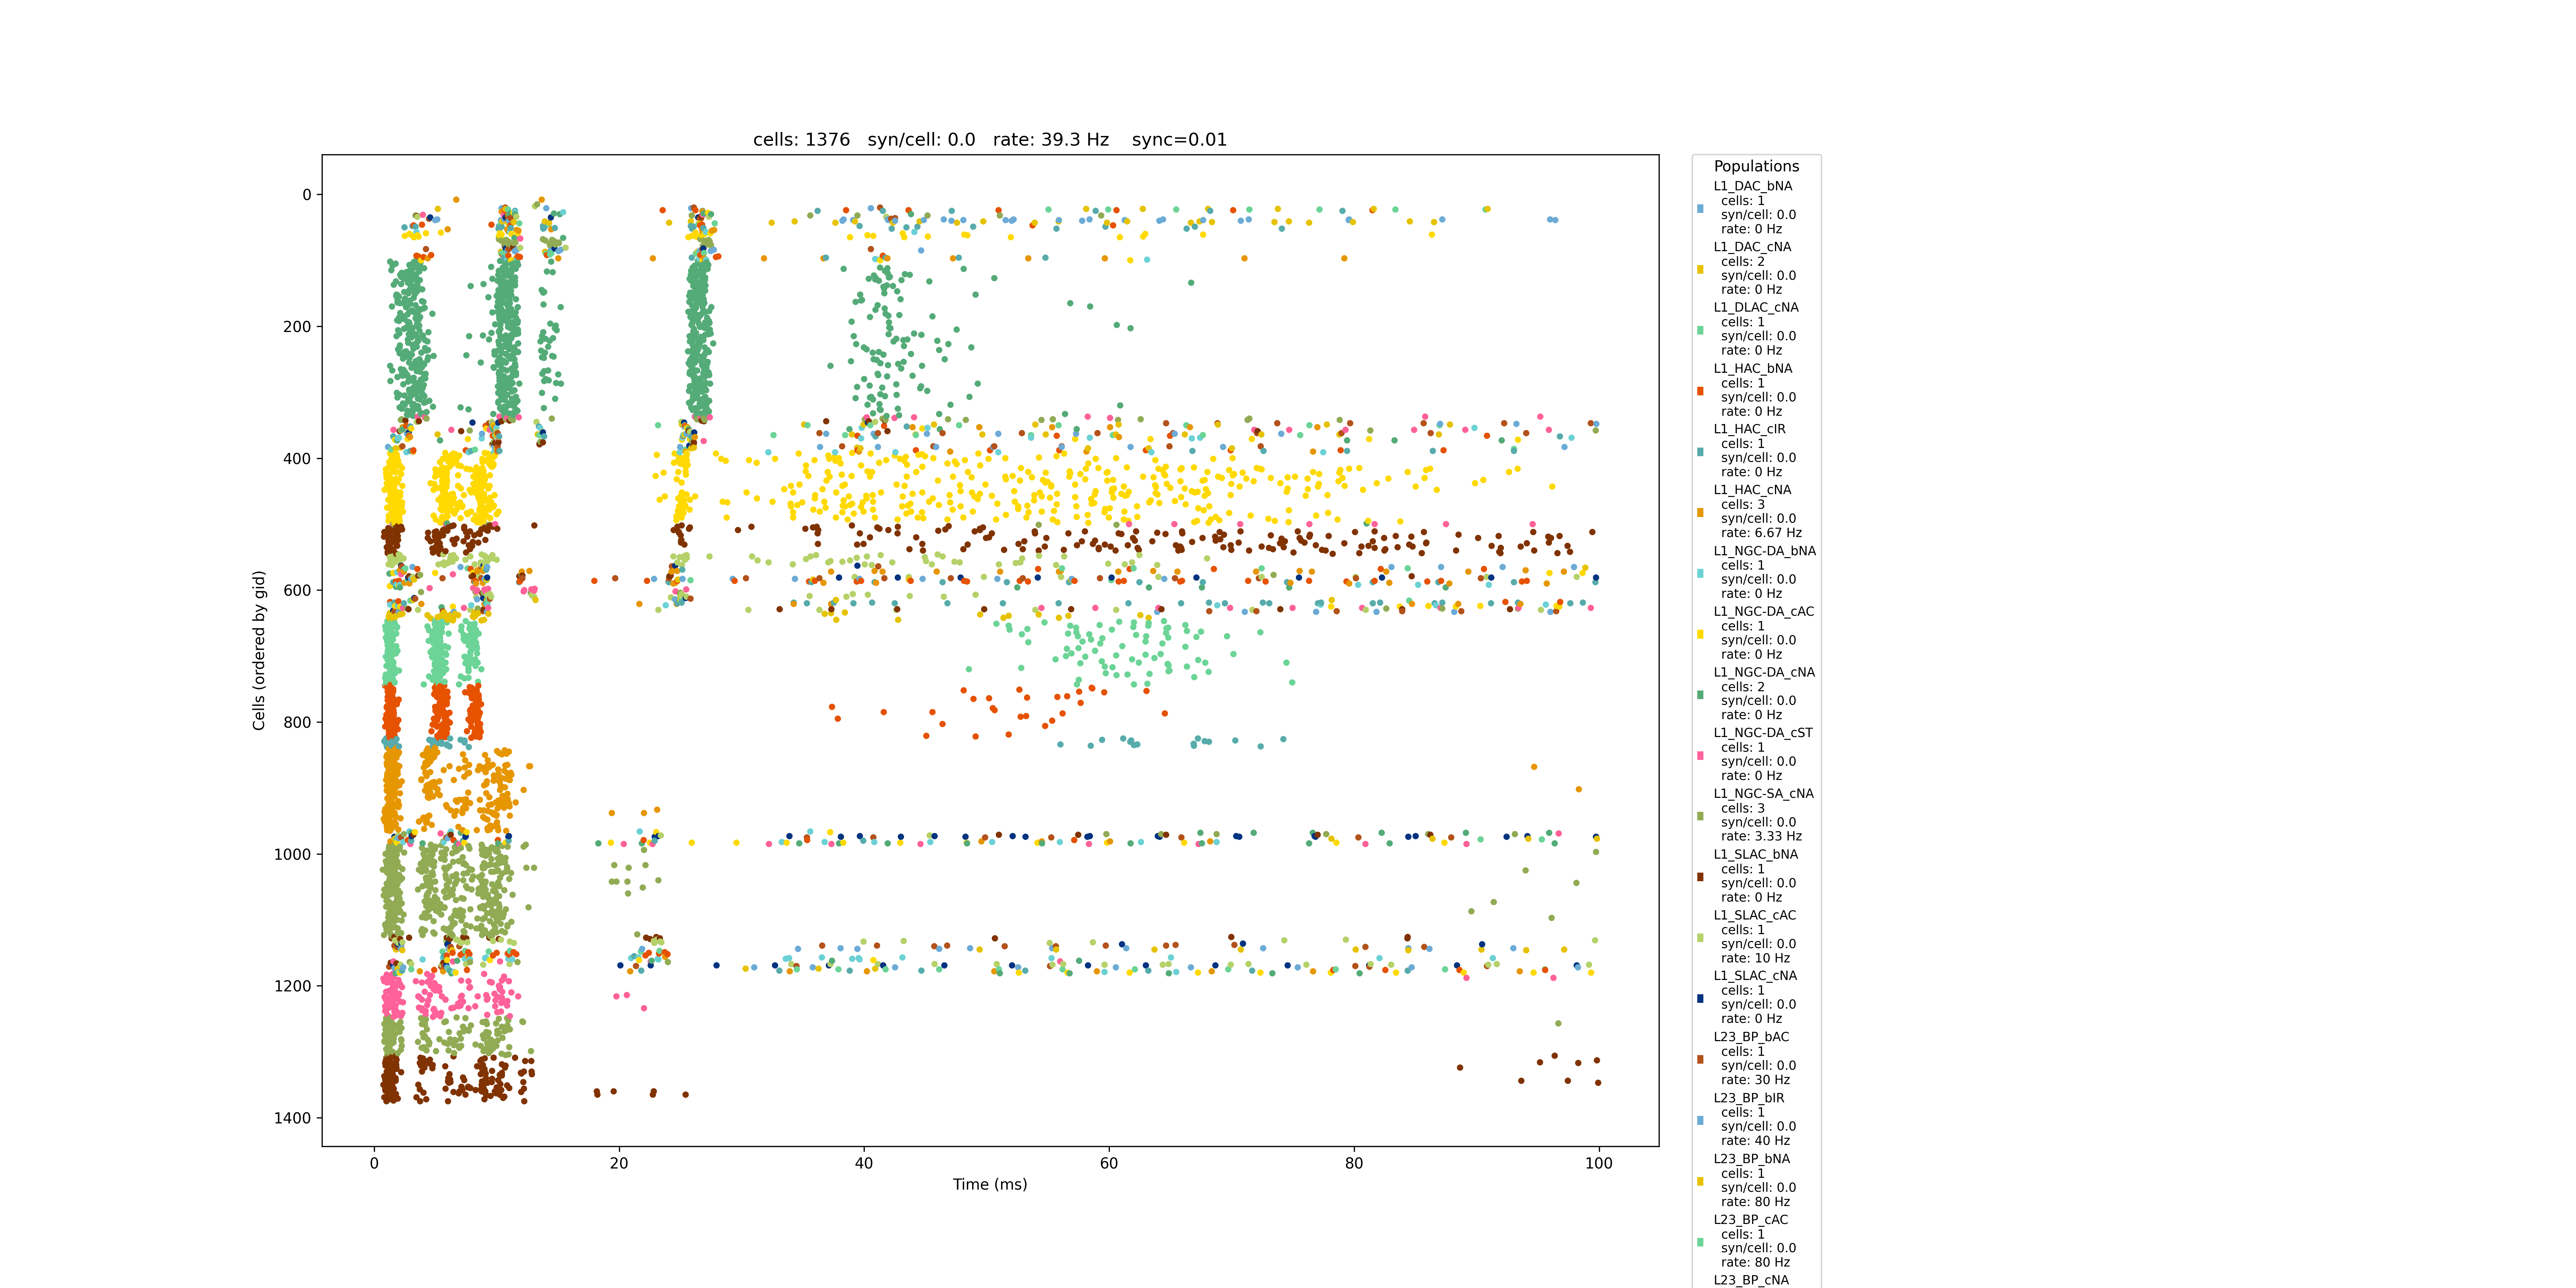 cells: 1376   syn/cell: 0.0   rate: 39.3 Hz    sync=0.01
0
200
400
600
800
1000
1200
1400
Cells (ordered by gid)
0
20
40
60
80
100
Time (ms)
Populations
L1_DAC_bNA
cells: 1
syn/cell: 0.0
rate: 0 Hz
L1_DAC_cNA
cells: 2
syn/cell: 0.0
rate: 0 Hz
L1_DLAC_cNA
cells: 1
syn/cell: 0.0
rate: 0 Hz
L1_HAC_bNA
cells: 1
syn/cell: 0.0
rate: 0 Hz
L1_HAC_cIR
cells: 1
syn/cell: 0.0
rate: 0 Hz
L1_HAC_cNA
cells: 3
syn/cell: 0.0
rate: 6.67 Hz
L1_NGC-DA_bNA
cells: 1
syn/cell: 0.0
rate: 0 Hz
L1_NGC-DA_cAC
cells: 1
syn/cell: 0.0
rate: 0 Hz
L1_NGC-DA_cNA
cells: 2
syn/cell: 0.0
rate: 0 Hz
L1_NGC-DA_cST
cells: 1
syn/cell: 0.0
rate: 0 Hz
L1_NGC-SA_cNA
cells: 3
syn/cell: 0.0
rate: 3.33 Hz
L1_SLAC_bNA
cells: 1
syn/cell: 0.0
rate: 0 Hz
L1_SLAC_cAC
cells: 1
syn/cell: 0.0
rate: 10 Hz
L1_SLAC_cNA
cells: 1
syn/cell: 0.0
rate: 0 Hz
L23_BP_bAC
cells: 1
syn/cell: 0.0
rate: 30 Hz
L23_BP_bIR
cells: 1
syn/cell: 0.0
rate: 40 Hz
L23_BP_bNA
cells: 1
syn/cell: 0.0
rate: 80 Hz
L23_BP_cAC
cells: 1
syn/cell: 0.0
rate: 80 Hz
L23_BP_cNA